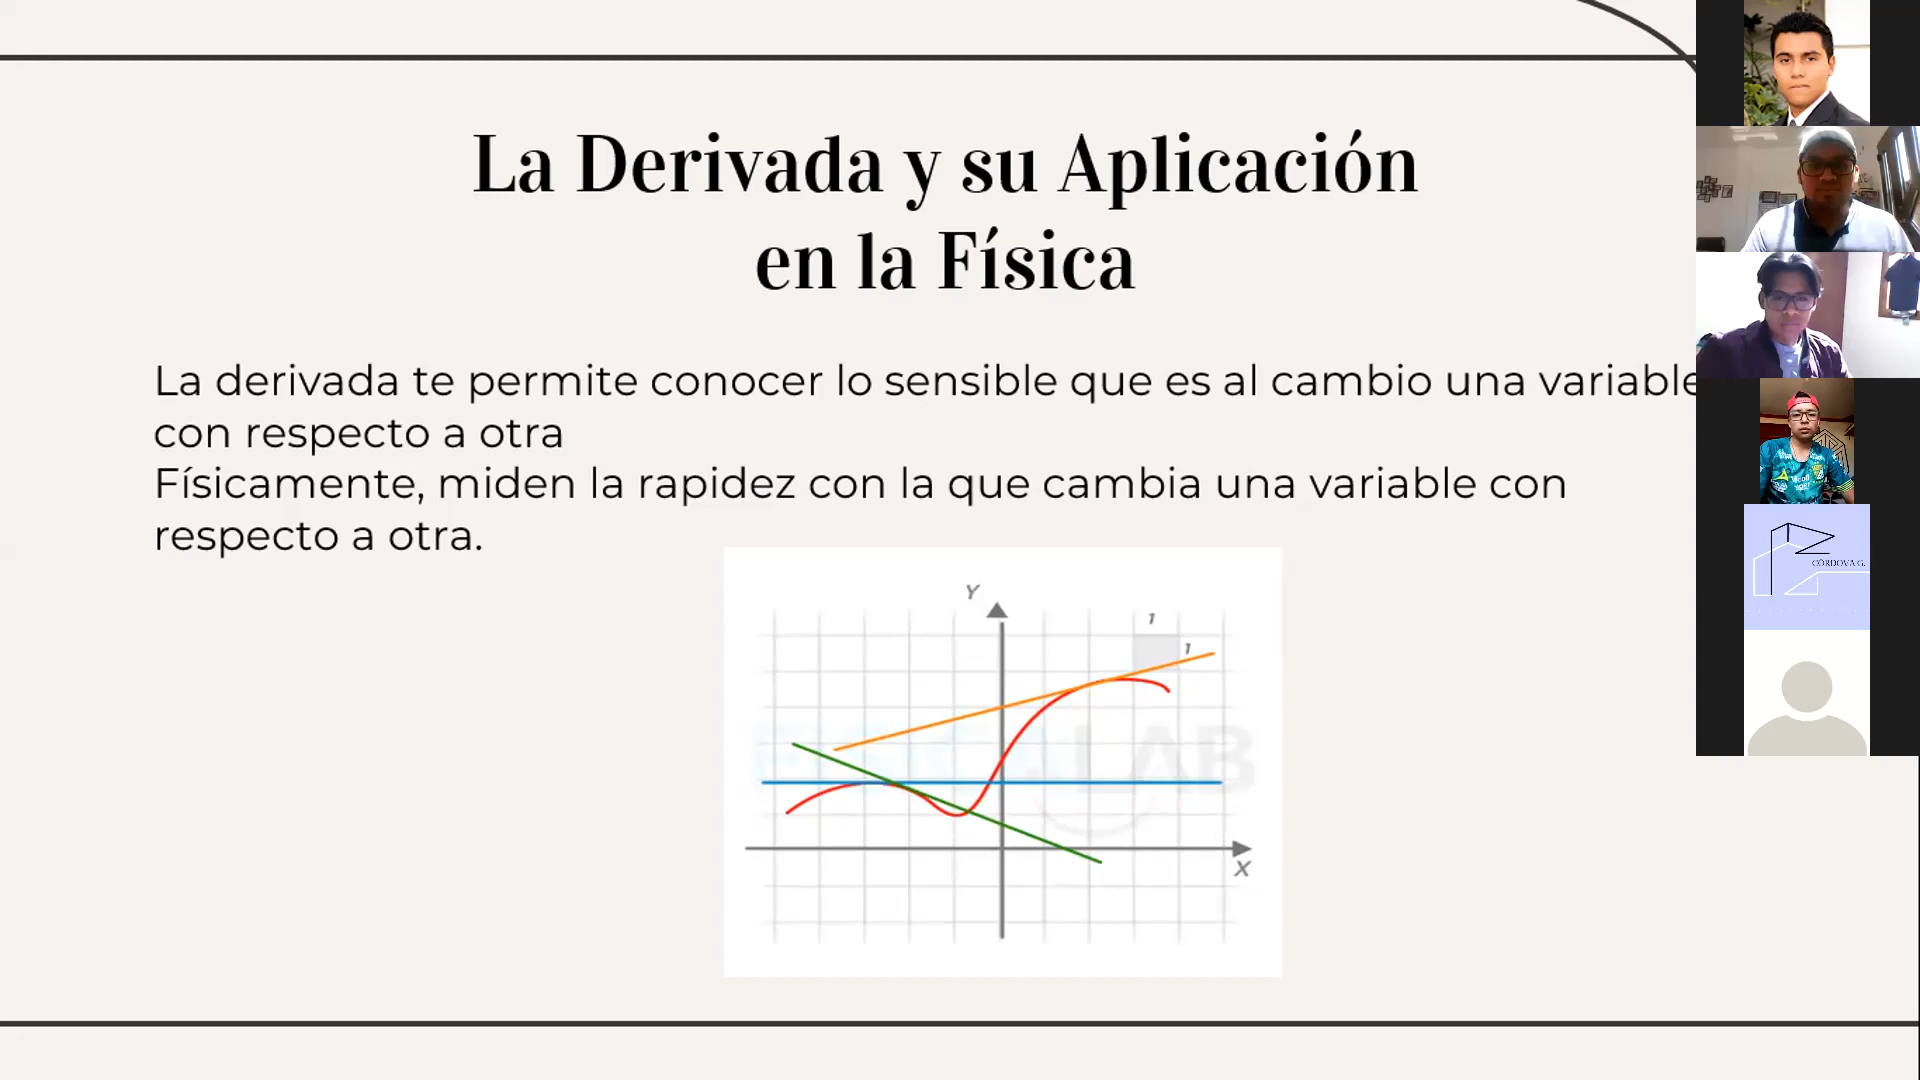 La Derivada y su Aplicación
en la Física
La derivada te permite conocer lo sensible que es al cambio una variable
con respecto a otra
Físicamente, miden la rapidez con la que cambia una variable con
respecto a otra.
Y
1
1
LAB
X
CÓRDOVA G.